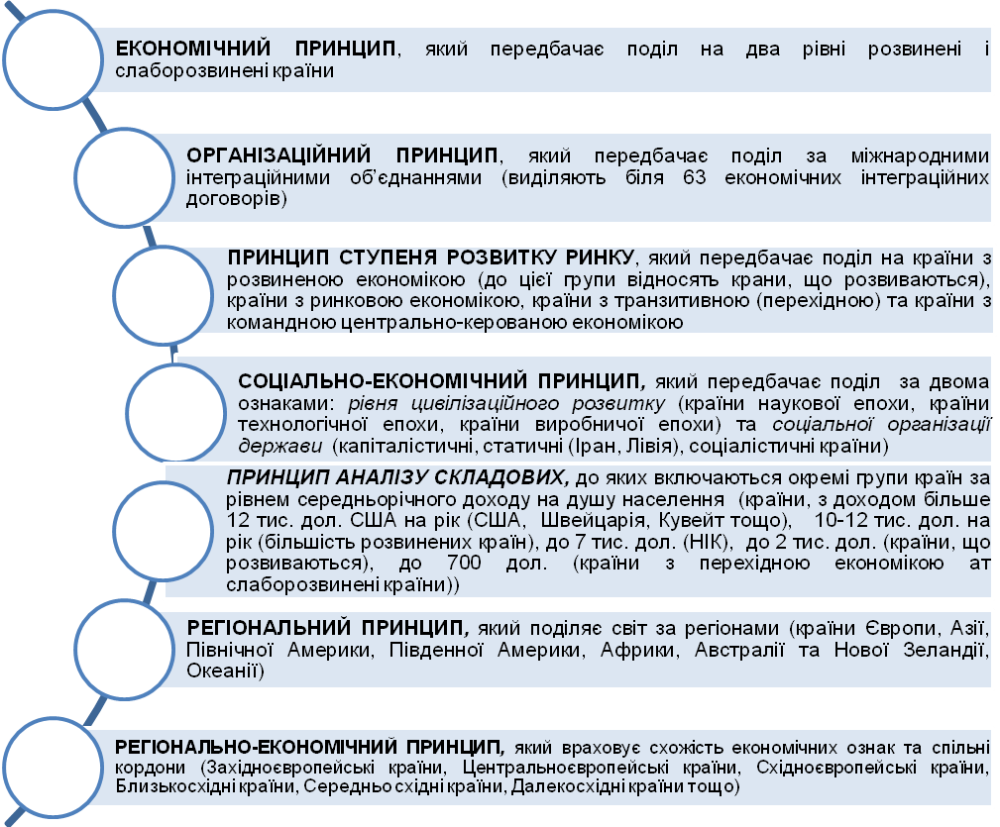 ЕКОНОМІЧНИЙ ПРИНЦИП, який передбачає поділ на два рівні розвинені і
слаборозвинені країни
ОРГАНІЗАЦІЙНИЙ ПРИНЦИП, який передбачає поділ за міжнародними
інтеграційними об’єднаннями (виділяють біля 63 економічних інтеграційних
договорів)
ПРИНЦИП СТУПЕНЯ РОЗВИТКУ РИНКУ, який передбачає поділ на країни з
розвиненою економікою (до цієї групи відносять крани, що розвиваються),
країни з ринковою економікою, країни з транзитивною (перехідною) та країни з
командною центрально-керованою економікою
СОЦІАЛЬНО-ЕКОНОМІЧНИЙ ПРИНЦИП, який передбачає поділ за двома
ознаками: рівня цивілізаційного розвитку (країни наукової епохи, країни
технологічної епохи, країни виробничої епохи) та соціальної організації
держави (капіталістичні, статичні (Іран, Лівія), соціалістичні країни)
ПРИНЦИП АНАЛІЗУ СКЛАДОВИХ, до яких включаються окремі групи країн за
рівнем середньорічного доходу на душу населення (країни, з доходом більше
12 тис. дол. США на рік (США, Швейцарія, Кувейт тощо), 10-12 тис. дол. на
рік (більшість розвинених країн), до 7 тис. дол. (НІК), до 2 тис. дол. (країни, що
розвиваються), до 700 дол. (країни з перехідною економікою ат
слаборозвинені країни))
РЕГІОНАЛЬНИЙ ПРИНЦИП, який поділяє світ за регіонами (країни Європи, Азії,
Північної Америки, Південної Америки, Африки, Австралії та Нової Зеландії,
Океанії)
РЕГІОНАЛЬНО-ЕКОНОМІЧНИЙ ПРИНЦИП, який враховує схожість економічних ознак та спільні
кордони (Західноєвропейські країни, Центральноєвропейські країни, Східноєвропейські країни,
Близькосхідні країни, Середньосхідні країни, Далекосхідні країни тощо)